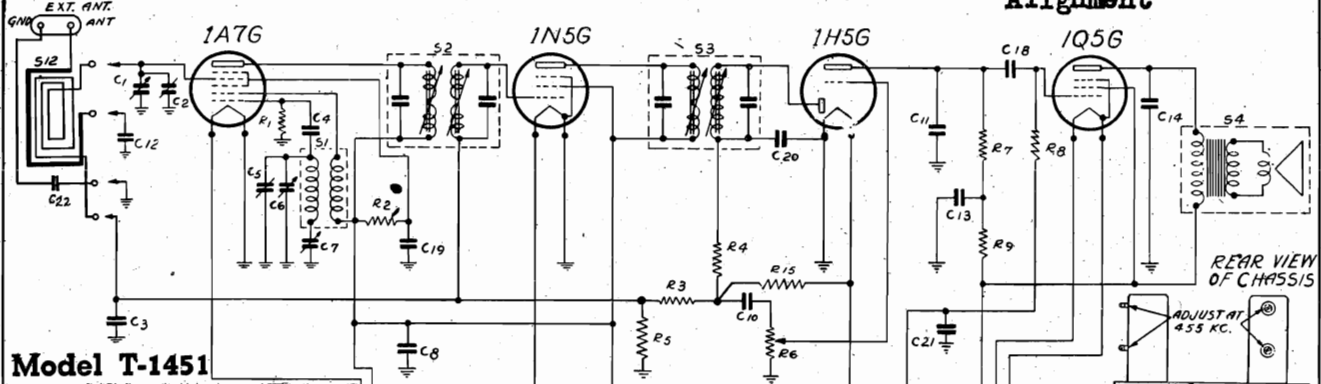 Alignment
EXT. ANT.
GND ANT
1A7G
1N5G
1H5G
1Q5G
S12
S2
S3
C18
C1
C2
R1
C4
C12
C11
R7
R8
C14
S4
S1
C20
C5
C6
R2
C22
C13
C7
C19
R4
R9
REAR VIEW
OF CHASSIS
R3
R15
C10
C3
R5
R6
C8
C21
ADJUST AT
455 KC.
Model T-1451